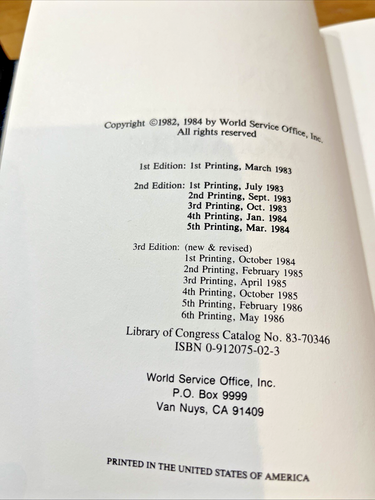 Copyright ©1982, 1984 by World Service Office, Inc.
All rights reserved
1st Edition: 1st Printing, March 1983
2nd Edition: 1st Printing, July 1983
2nd Printing, Sept. 1983
3rd Printing, Oct. 1983
4th Printing, Jan. 1984
5th Printing, Mar. 1984
3rd Edition: (new & revised)
1st Printing, October 1984
2nd Printing, February 1985
3rd Printing, April 1985
4th Printing, October 1985
5th Printing, February 1986
6th Printing, May 1986
Library of Congress Catalog No. 83-70346
ISBN 0-912075-02-3
World Service Office, Inc.
P.O. Box 9999
Van Nuys, CA 91409
PRINTED IN THE UNITED STATES OF AMERICA